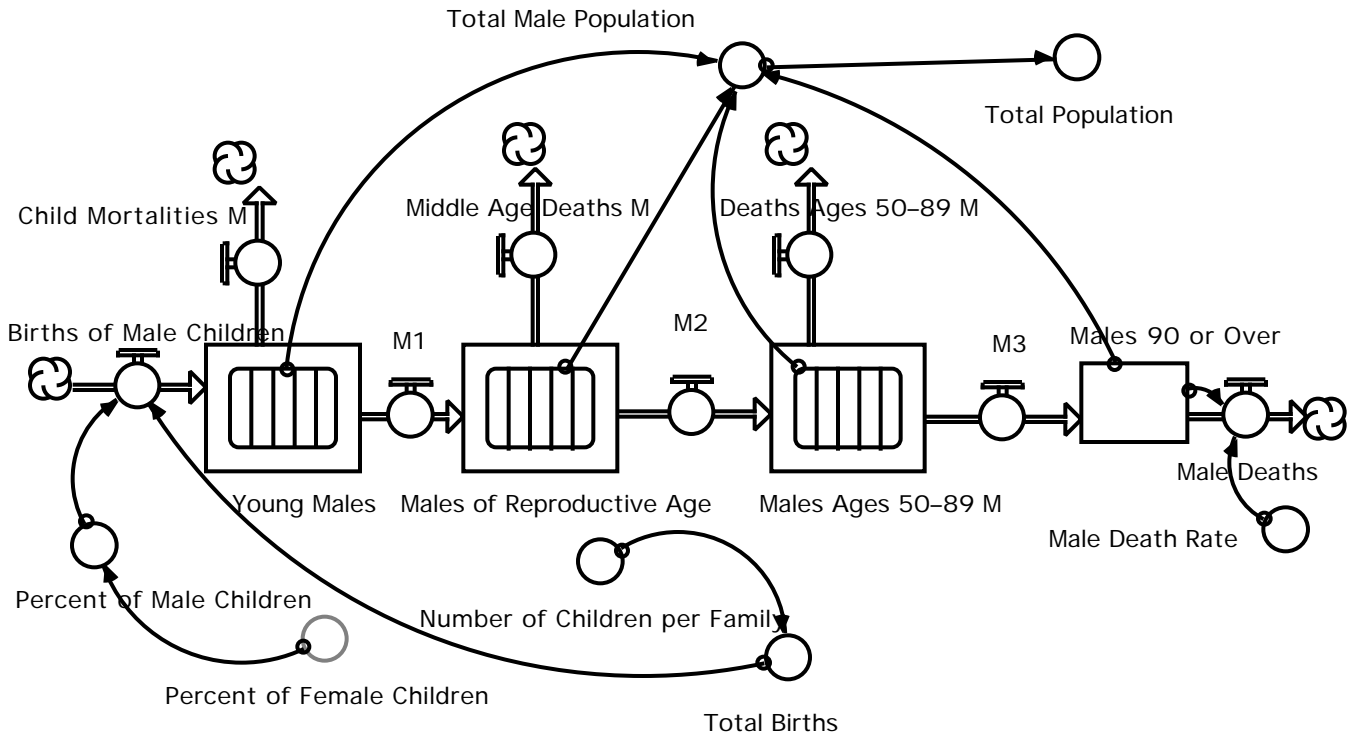 Total Male Population
Total Population
Child Mortalities M
Middle Age Deaths M
Deaths Ages 50–89 M
Births of Male Children
M1
M2
M3
Males 90 or Over
Young Males
Males of Reproductive Age
Males Ages 50–89 M
Male Deaths
Male Death Rate
Percent of Male Children
Number of Children per Family
Percent of Female Children
Total Births